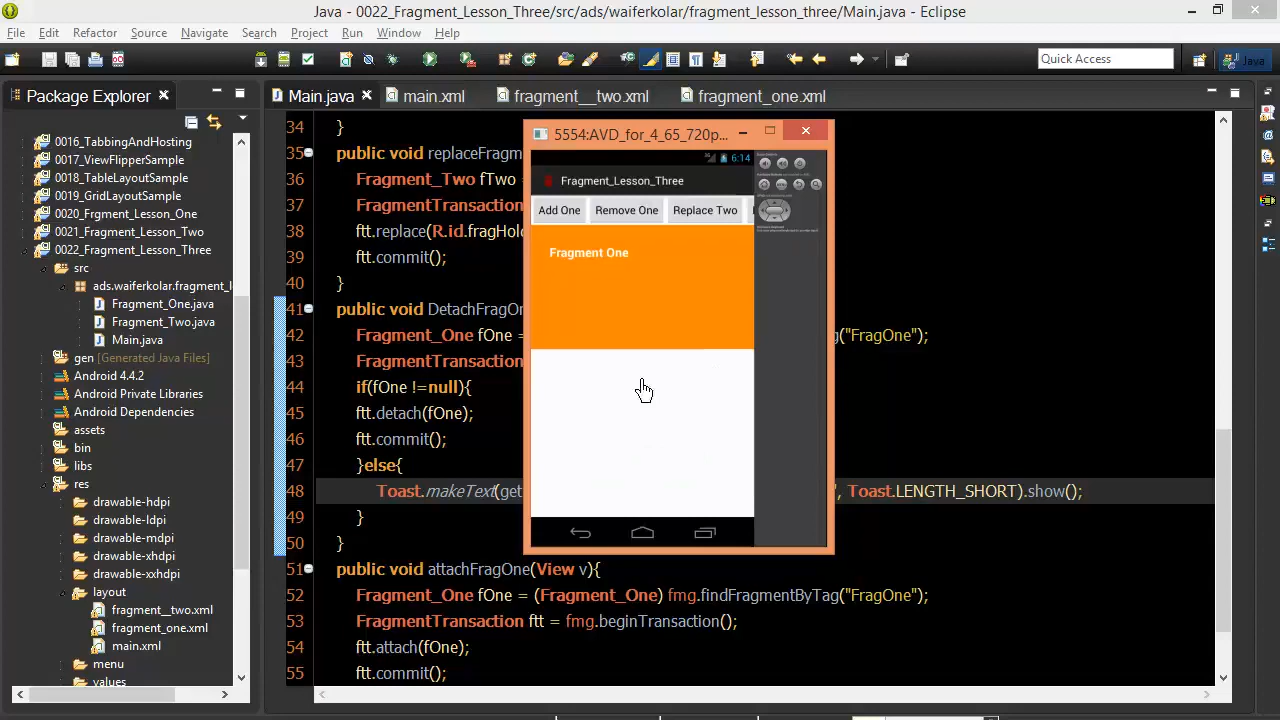 Java - 0022_Fragment_Lesson_Three/src/ads/waiferkolar/fragment_lesson_three/Main.java - Eclipse
File Edit Refactor Source Navigate Search Project Run Window Help
Quick Access
Java
Package Explorer
Main.java
main.xml
fragment__two.xml
fragment_one.xml
0016_TabbingAndHosting
0017_ViewFlipperSample
0018_TableLayoutSample
0019_GridLayoutSample
0020_Frgment_Lesson_One
0021_Fragment_Lesson_Two
0022_Fragment_Lesson_Three
src
ads.waiferkolar.fragment_l
Fragment_One.java
Fragment_Two.java
Main.java
gen [Generated Java Files]
Android 4.4.2
Android Private Libraries
Android Dependencies
assets
bin
libs
res
drawable-hdpi
drawable-ldpi
drawable-mdpi
drawable-xhdpi
drawable-xxhdpi
layout
fragment__two.xml
fragment_one.xml
main.xml
menu
values
34 }
35 public void replaceFragm
36 Fragment_Two fTwo =
37 FragmentTransaction
38 ftt.replace(R.id.fragHol
39 ftt.commit();
40 }
41 public void DetachFragOn
42 Fragment_One fOne = g("FragOne");
43 FragmentTransaction
44 if(fOne !=null){
45 ftt.detach(fOne);
46 ftt.commit();
47 }else{
48 Toast.makeText(get ", Toast.LENGTH_SHORT).show();
49 }
50 }
51 public void attachFragOne(View v){
52 Fragment_One fOne = (Fragment_One) fmg.findFragmentByTag("FragOne");
53 FragmentTransaction ftt = fmg.beginTransaction();
54 ftt.attach(fOne);
55 ftt.commit();
5554:AVD_for_4_65_720p...
6:14
Fragment_Lesson_Three
Add One
Remove One
Replace Two
Fragment One